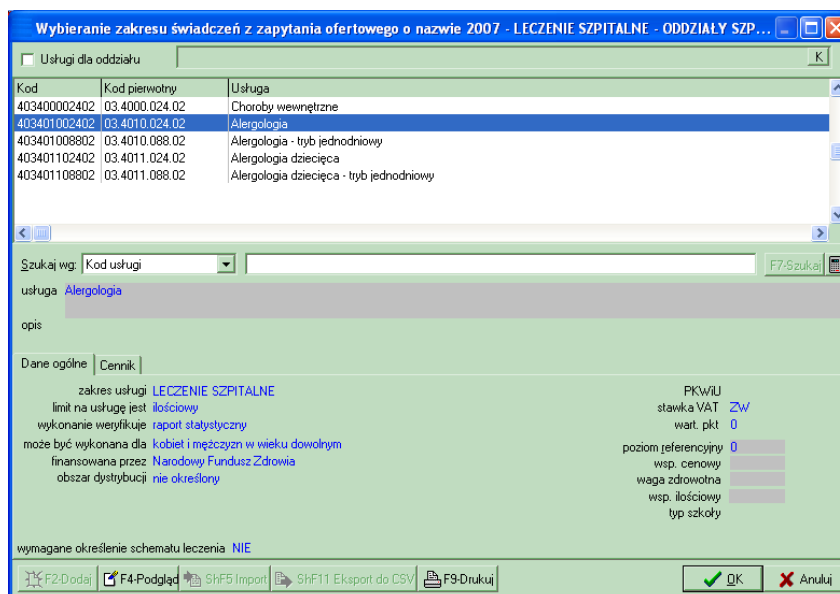 Wybieranie zakresu świadczeń z zapytania ofertowego o nazwie 2007 - LECZENIE SZPITALNE - ODDZIAŁY SZP...
Usługi dla oddziału K
Kod Kod pierwotny Usługa
403400002402 03.4000.024.02 Choroby wewnętrzne
403401002402 03.4010.024.02 Alergologia
403401008802 03.4010.088.02 Alergologia - tryb jednodniowy
403401102402 03.4011.024.02 Alergologia dziecięca
403401108802 03.4011.088.02 Alergologia dziecięca - tryb jednodniowy
Szukaj wg: Kod usługi F7-Szukaj
usługa Alergologia
opis
Dane ogólne Cennik
zakres usługi LECZENIE SZPITALNE PKWiU
limit na usługę jest ilościowy stawka VAT ZW
wykonanie weryfikuje raport statystyczny wart. pkt 0
może być wykonana dla kobiet i mężczyzn w wieku dowolnym poziom referencyjny 0
finansowana przez Narodowy Fundusz Zdrowia wsp. cenowy
obszar dystrybucji nie określony waga zdrowotna
wsp. ilościowy
typ szkoły
wymagane określenie schematu leczenia NIE
F2-Dodaj F4-Podgląd ShF5 Import ShF11 Eksport do CSV F9-Drukuj OK Anuluj